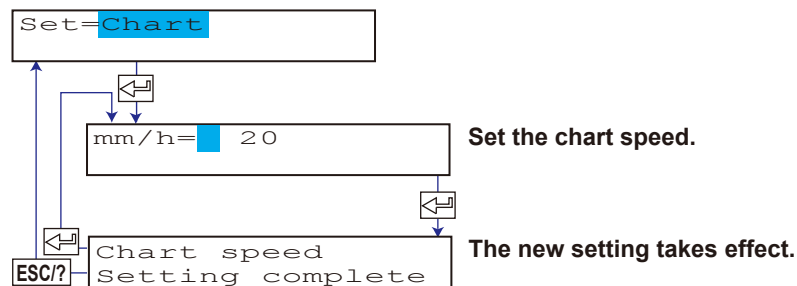 Set=Chart
mm/h= 20
Set the chart speed.
Chart speed
Setting complete
The new setting takes effect.
ESC/?